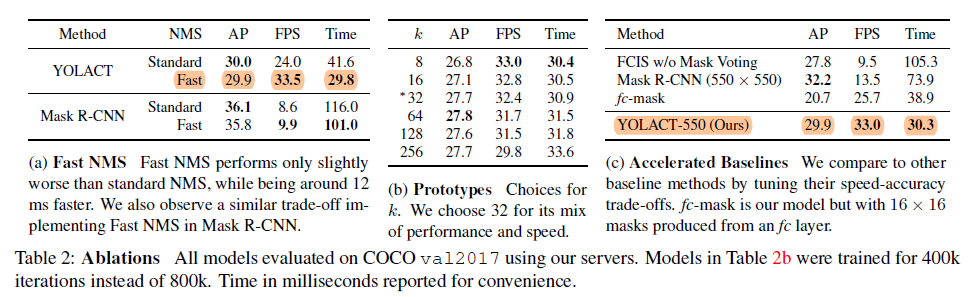 Method NMS AP FPS Time
YOLACT Standard 30.0 24.0 41.6
Fast 29.9 33.5 29.8
Mask R-CNN Standard 36.1 8.6 116.0
Fast 35.8 9.9 101.0
(a) Fast NMS Fast NMS performs only slightly
worse than standard NMS, while being around 12
ms faster. We also observe a similar trade-off im-
plementing Fast NMS in Mask R-CNN.
k AP FPS Time
8 26.8 33.0 30.4
16 27.1 32.8 30.5
*32 27.7 32.4 30.9
64 27.8 31.7 31.5
128 27.6 31.5 31.8
256 27.7 29.8 33.6
(b) Prototypes Choices for
k. We choose 32 for its mix
of performance and speed.
Method AP FPS Time
FCIS w/o Mask Voting 27.8 9.5 105.3
Mask R-CNN (550 × 550) 32.2 13.5 73.9
fc-mask 20.7 25.7 38.9
YOLACT-550 (Ours) 29.9 33.0 30.3
(c) Accelerated Baselines We compare to other
baseline methods by tuning their speed-accuracy
trade-offs. fc-mask is our model but with 16 × 16
masks produced from an fc layer.
Table 2: Ablations All models evaluated on COCO val2017 using our servers. Models in Table 2b were trained for 400k
iterations instead of 800k. Time in milliseconds reported for convenience.